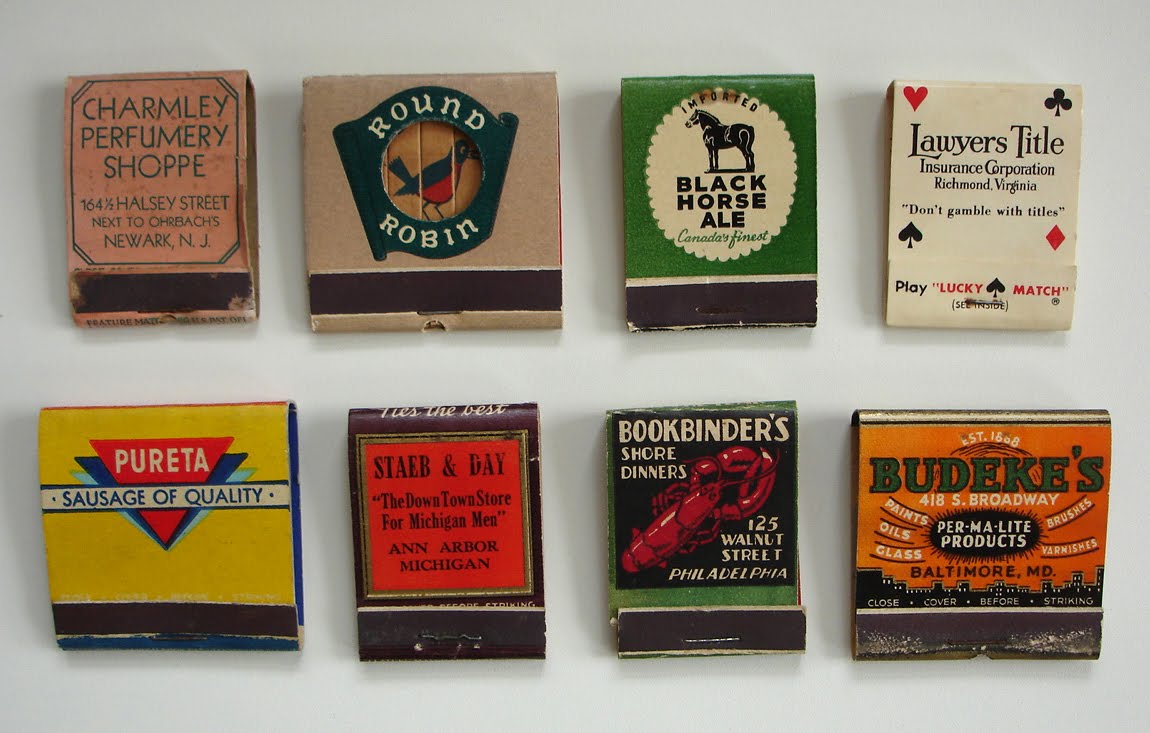 CHARMLEY
PERFUMERY
SHOPPE
164½ HALSEY STREET
NEXT TO OHRBACH'S
NEWARK, N. J.
ROUND
ROBIN
IMPORTED
BLACK
HORSE
ALE
Canada's finest
Lawyers Title
Insurance Corporation
Richmond, Virginia
"Don't gamble with titles"
Play "LUCKY MATCH"
(SEE INSIDE) ®
PURETA
· SAUSAGE OF QUALITY ·
Ties the best
STAEB & DAY
"The Down Town Store
For Michigan Men"
ANN ARBOR
MICHIGAN
BEFORE STRIKING
BOOKBINDER'S
SHORE
DINNERS
125
WALNUT
STREET
PHILADELPHIA
EST. 1868
BUDEKE'S
418 S. BROADWAY
PAINTS
OILS
GLASS
PER-MA-LITE
PRODUCTS
BRUSHES
VARNISHES
BALTIMORE, MD.
CLOSE · COVER · BEFORE · STRIKING